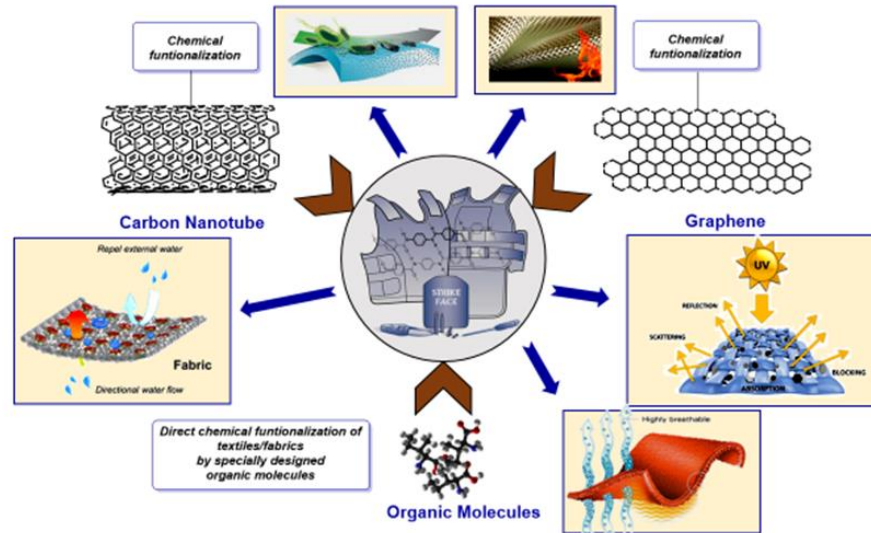 Chemical
funtionalization
Chemical
funtionalization
Carbon Nanotube
Graphene
Repel external water
Fabric
Directional water flow
STRIKE
FACE
UV
REFLECTION
SCATTERING
BLOCKING
ABSORPTION
Direct chemical funtionalization of
textiles/fabrics
by specially designed
organic molecules
Organic Molecules
Highly breathable